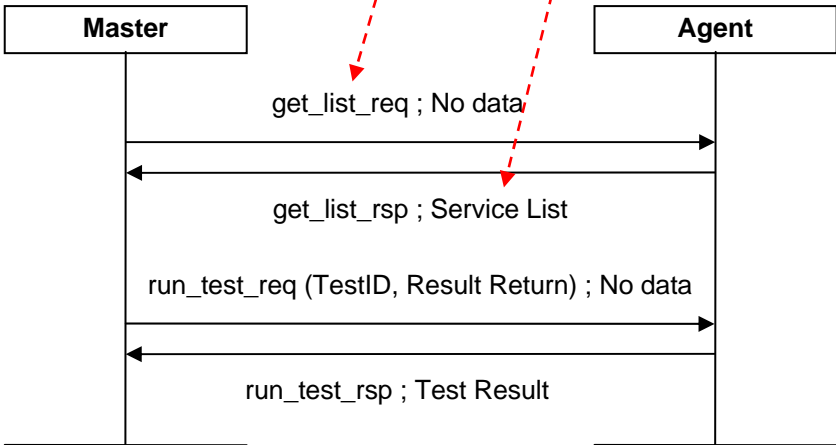 Master
Agent
get_list_req ; No data
get_list_rsp ; Service List
run_test_req (TestID, Result Return) ; No data
run_test_rsp ; Test Result